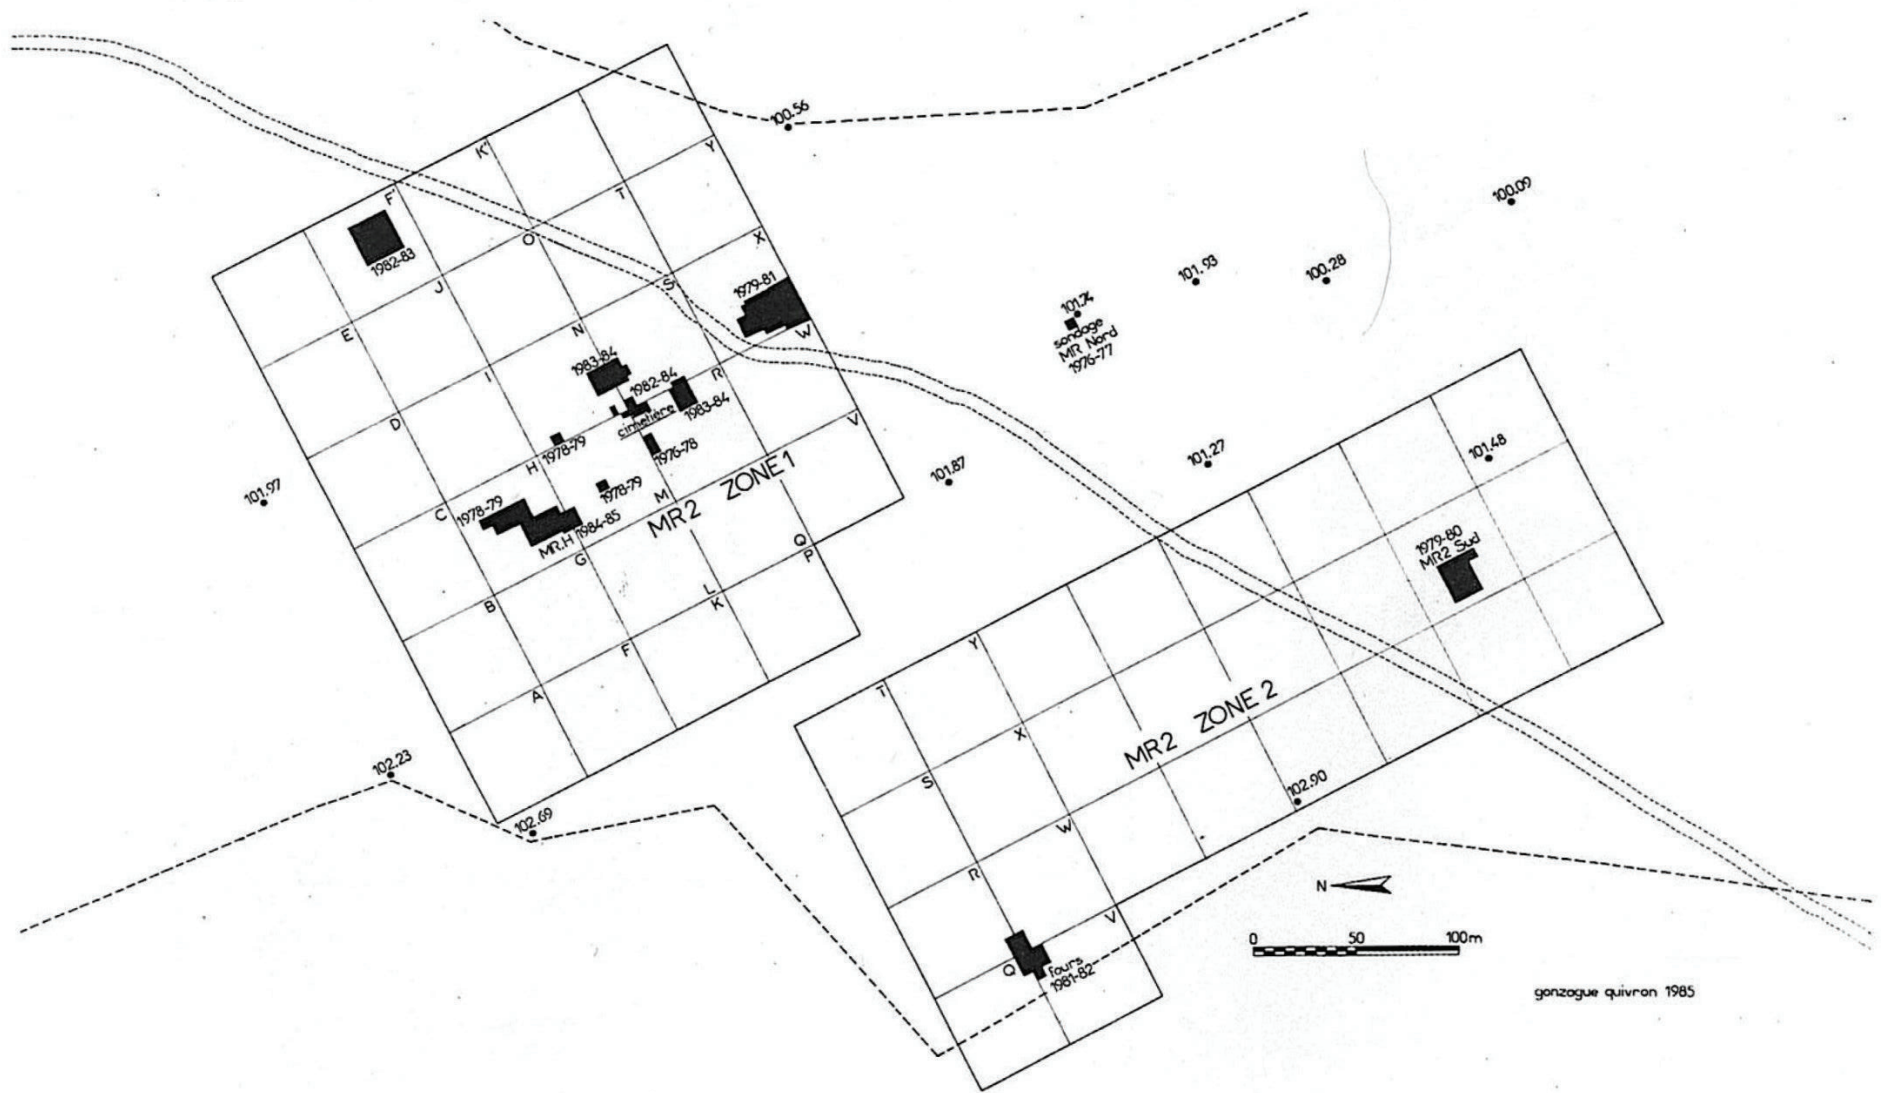 100.56
K'
Y
F'
T
100.09
1982-83
O
X
101.93
100.28
J
1979-81
S
101.74
E
N
W
sondage
MR Nord
1976-77
1983-84
I
1982-84
R
D
cimetière
1983-84
V
1978-79
1976-78
H
101.27
101.48
101.97
1978-79
M
MR2 ZONE 1
101.87
C
1978-79
MR.H 1984-85
G
Q
P
1979-80
MR2 Sud
B
L
K
F
A
Y
T
MR2 ZONE 2
X
102.23
S
102.90
102.69
W
R
N
V
Q
fours
1981-82
0 50 100m
gonzague quivron 1985